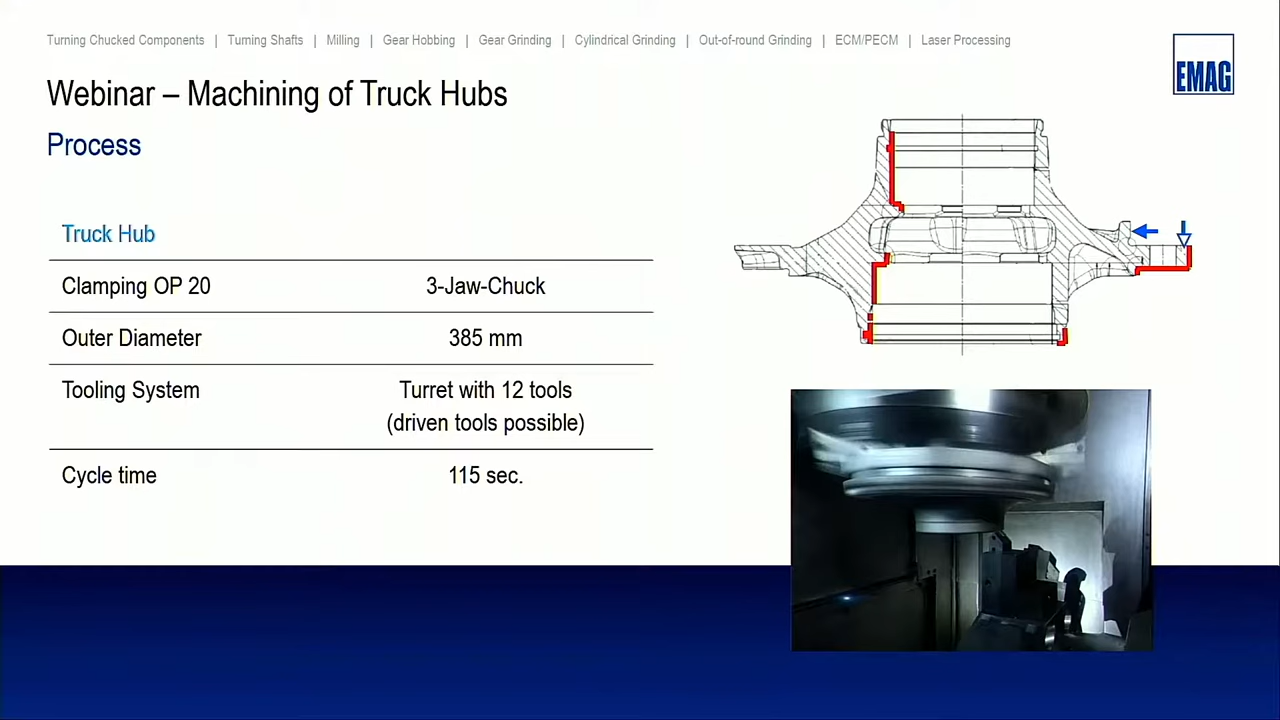 Turning Chucked Components | Turning Shafts | Milling | Gear Hobbing | Gear Grinding | Cylindrical Grinding | Out-of-round Grinding | ECM/PECM | Laser Processing
EMAG
Webinar – Machining of Truck Hubs
Process
Truck Hub
Clamping OP 20 3-Jaw-Chuck
Outer Diameter 385 mm
Tooling System Turret with 12 tools
(driven tools possible)
Cycle time 115 sec.